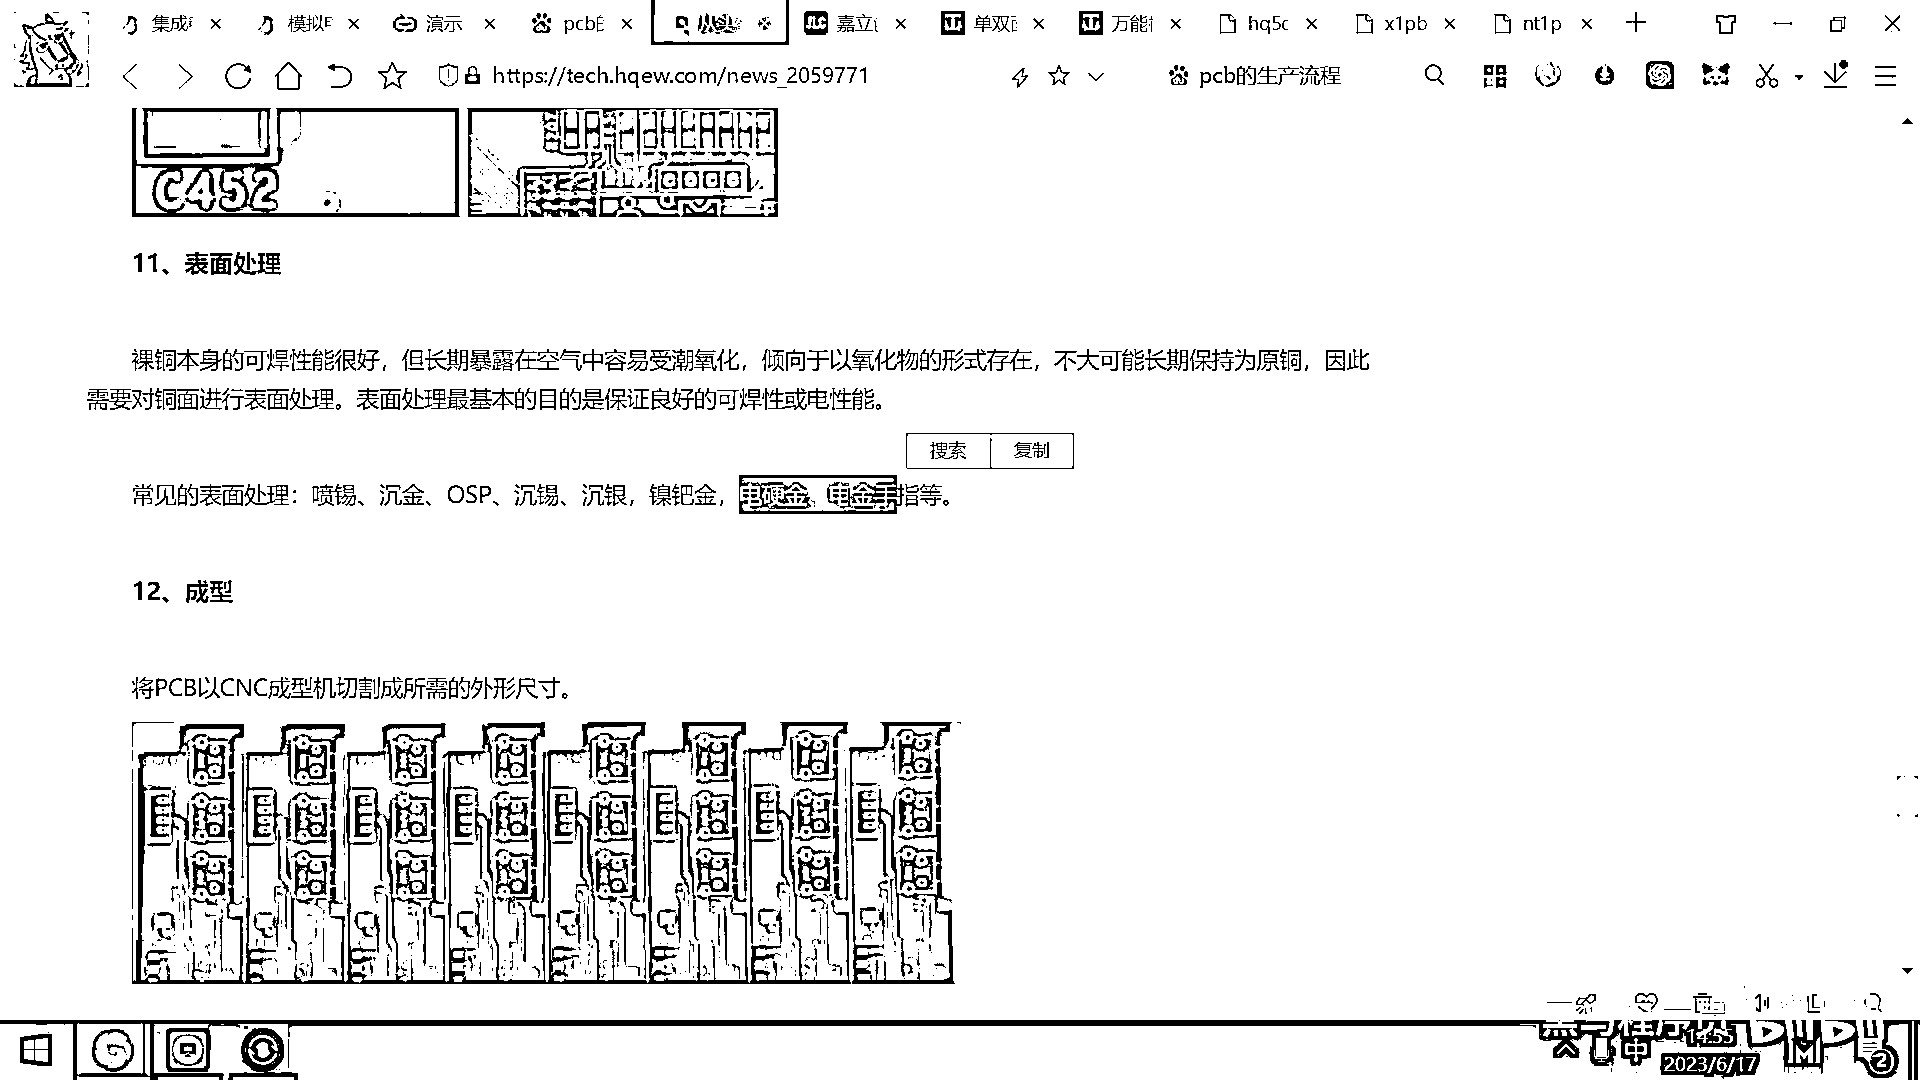 集成 模拟 演示 pcb 嘉立 单双 万能 hq5c x1pb nt1p
https://tech.hqew.com/news_2059771 pcb的生产流程
C452
11、表面处理
裸铜本身的可焊性能很好，但长期暴露在空气中容易受潮氧化，倾向于以氧化物的形式存在，不大可能长期保持为原铜，因此
需要对铜面进行表面处理。表面处理最基本的目的是保证良好的可焊性或电性能。
搜索 复制
常见的表面处理：喷锡、沉金、OSP、沉锡、沉银，镍钯金，电硬金、电金手指等。
12、成型
将PCB以CNC成型机切割成所需的外形尺寸。
14:55
中
2023/6/17
2